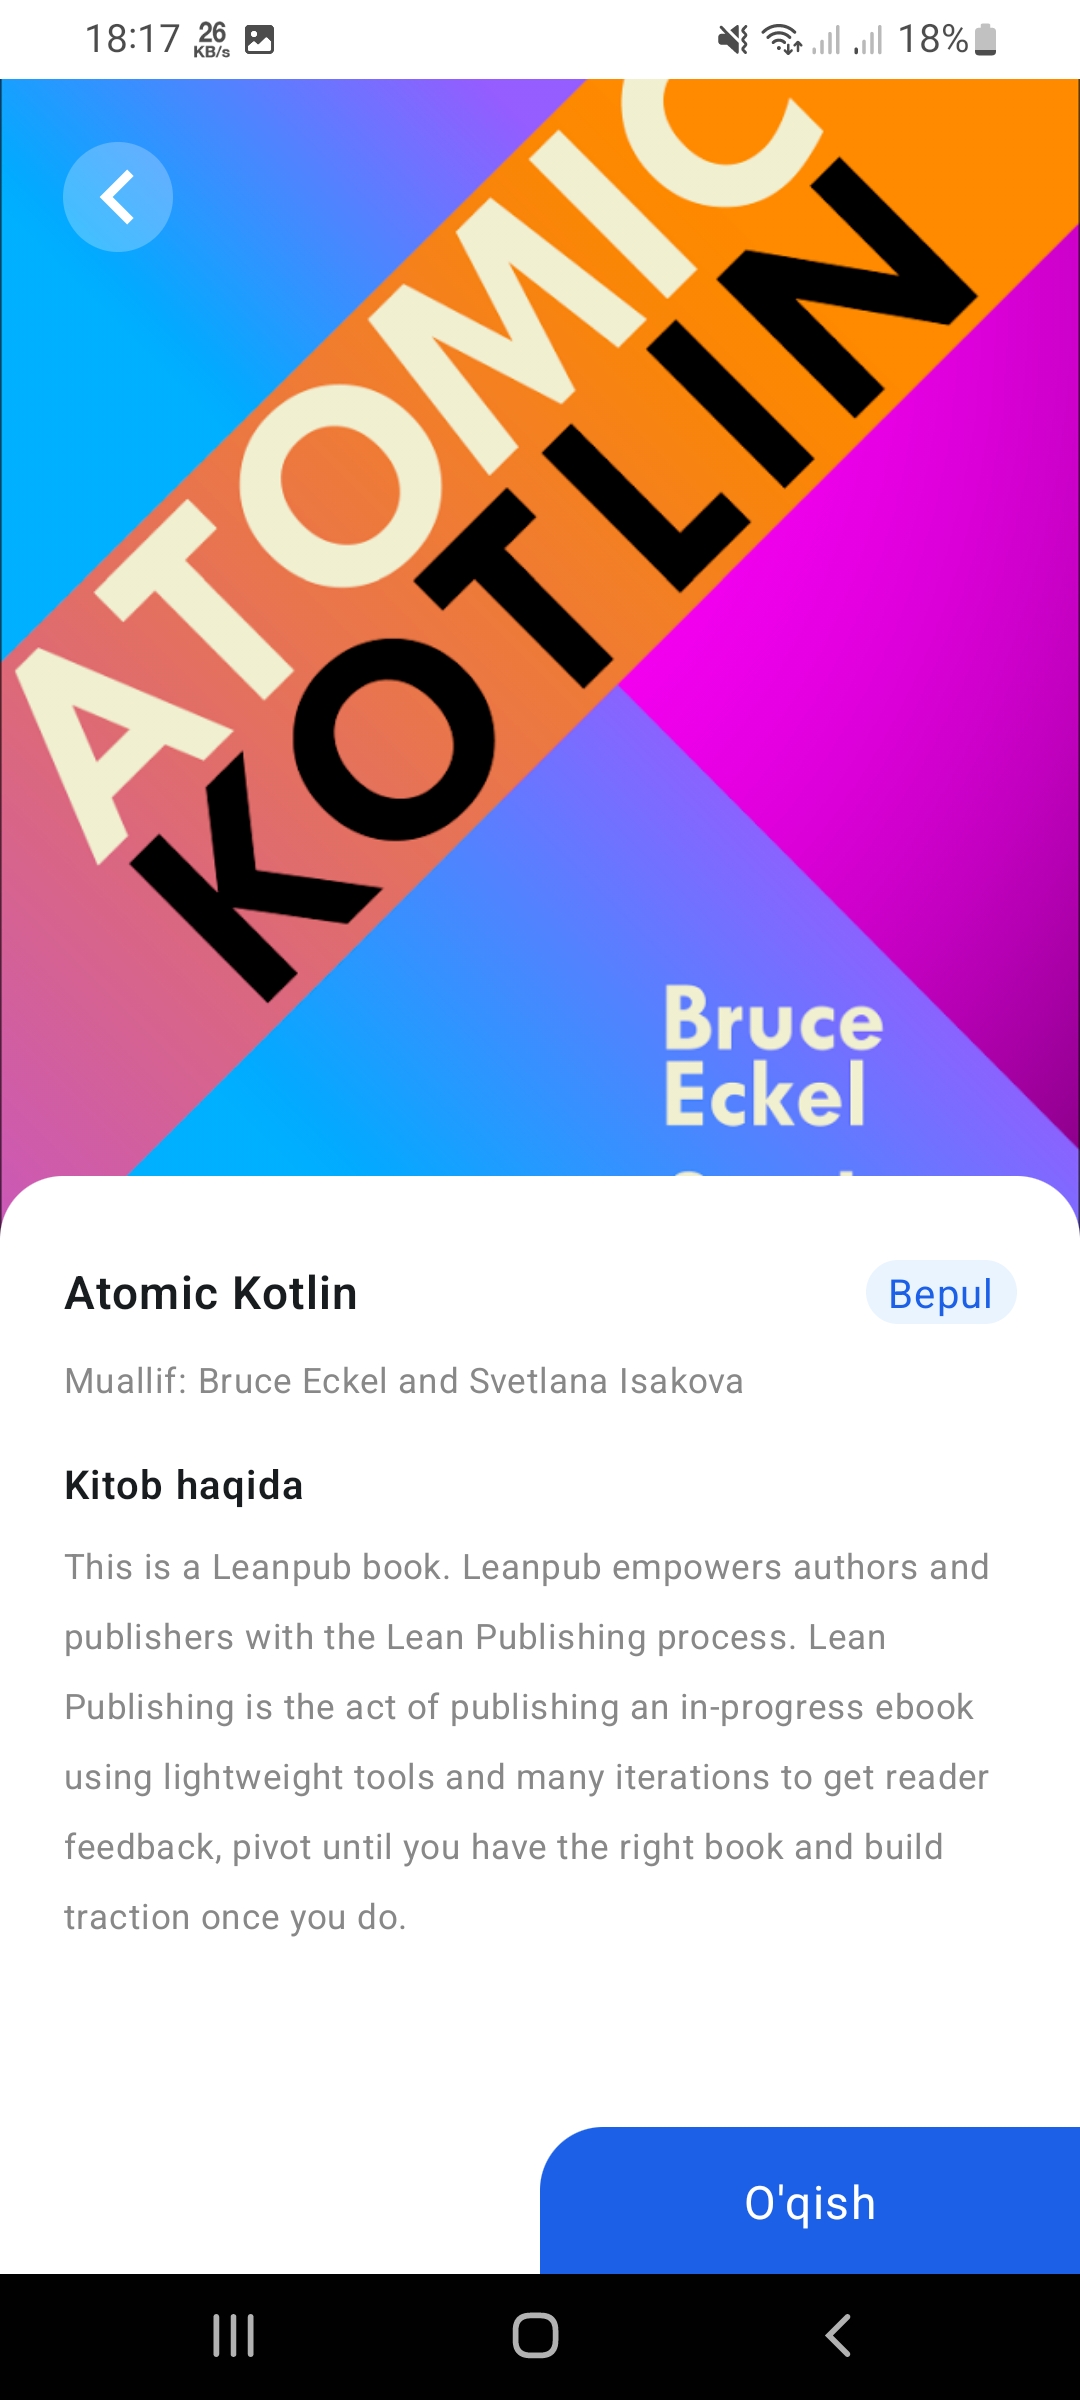 18:17 26 KB/s 18%
ATOMIC
KOTLIN
Bruce
Eckel
Atomic Kotlin
Bepul
Muallif: Bruce Eckel and Svetlana Isakova
Kitob haqida
This is a Leanpub book. Leanpub empowers authors and
publishers with the Lean Publishing process. Lean
Publishing is the act of publishing an in-progress ebook
using lightweight tools and many iterations to get reader
feedback, pivot until you have the right book and build
traction once you do.
O'qish